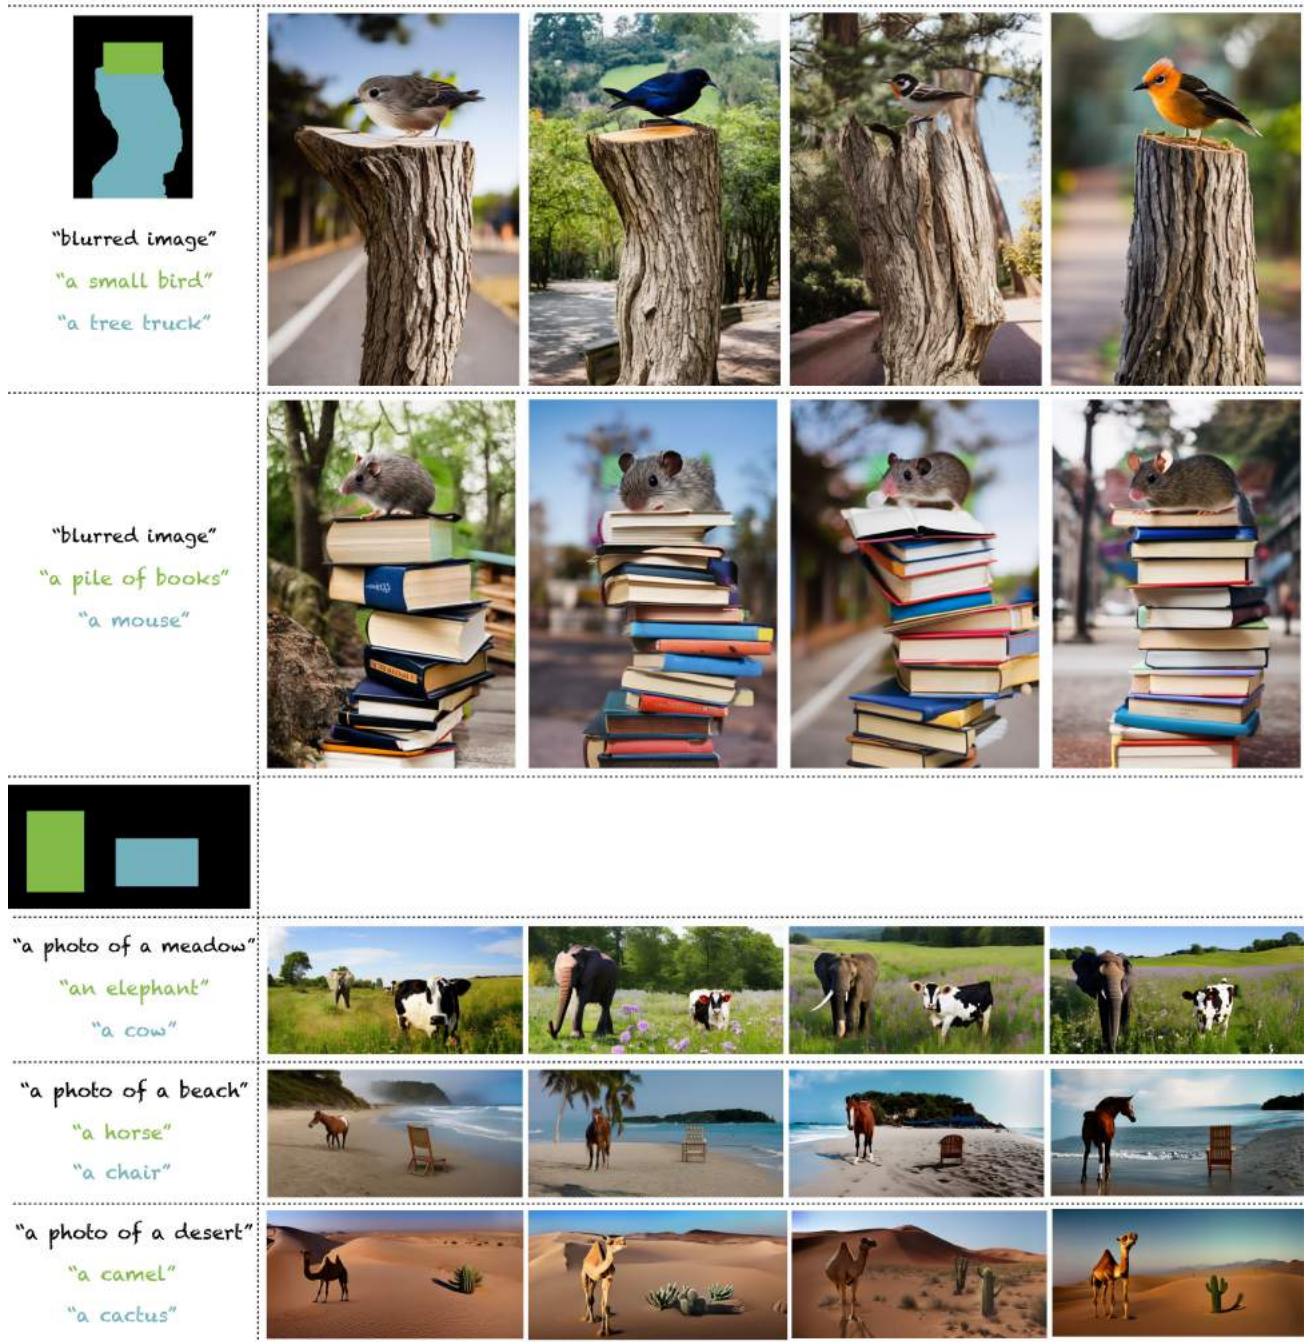 "blurred image"
"a small bird"
"a tree truck"
"blurred image"
"a pile of books"
"a mouse"
"a photo of a meadow"
"an elephant"
"a cow"
"a photo of a beach"
"a horse"
"a chair"
"a photo of a desert"
"a camel"
"a cactus"